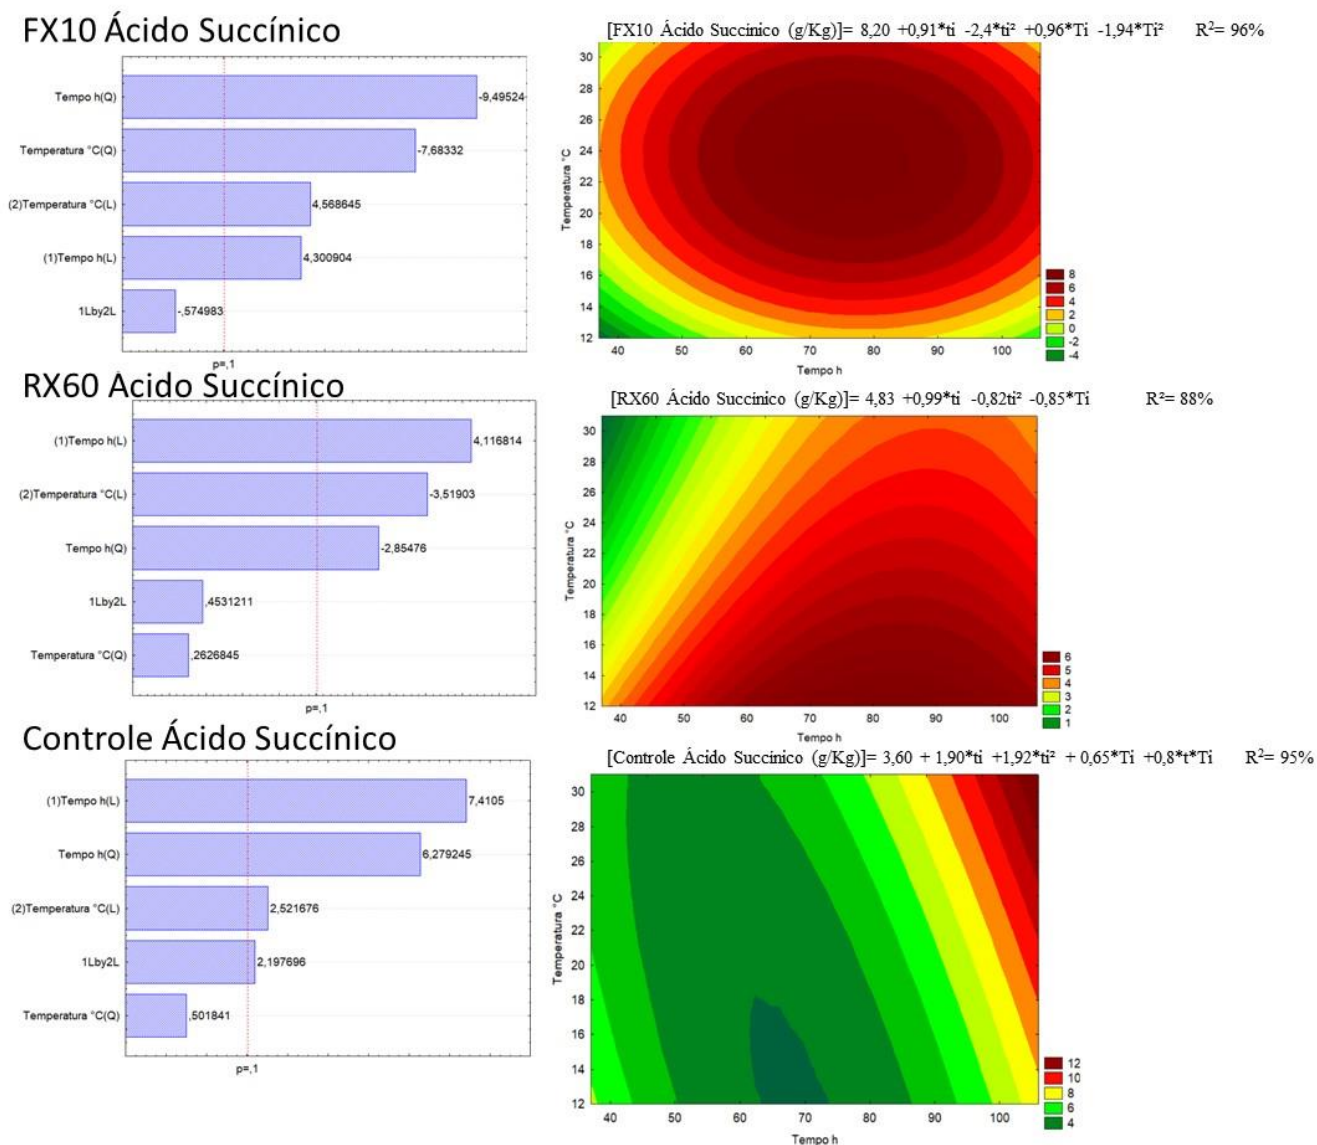 FX10 Ácido Succínico
Tempo h(Q)
-9,49524
Temperatura °C(Q)
-7,68332
(2)Temperatura °C(L)
4,568645
(1)Tempo h(L)
4,300904
1Lby2L
-,574983
p=,1
[FX10 Ácido Succínico (g/Kg)]= 8,20 +0,91*ti -2,4*ti² +0,96*Ti -1,94*Ti² R²= 96%
Temperatura °C
30
28
26
24
22
20
18
16
14
12
40 50 60 70 80 90 100
Tempo h
8
6
4
2
0
-2
-4
RX60 Ácido Succínico
(1)Tempo h(L)
4,116814
(2)Temperatura °C(L)
-3,51903
Tempo h(Q)
-2,85476
1Lby2L
,4531211
Temperatura °C(Q)
,2626845
p=,1
[RX60 Ácido Succinico (g/Kg)]= 4,83 +0,99*ti -0,82ti² -0,85*Ti R²= 88%
Temperatura °C
30
28
26
24
22
20
18
16
14
12
40 50 60 70 80 90 100
Tempo h
6
5
4
3
2
1
Controle Ácido Succínico
(1)Tempo h(L)
7,4105
Tempo h(Q)
6,279245
(2)Temperatura °C(L)
2,521676
1Lby2L
2,197696
Temperatura °C(Q)
,501841
p=,1
[Controle Ácido Succinico (g/Kg)]= 3,60 + 1,90*ti +1,92*ti² + 0,65*Ti +0,8*t*Ti R²= 95%
Temperatura °C
30
28
26
24
22
20
18
16
14
12
40 50 60 70 80 90 100
Tempo h
12
10
8
6
4